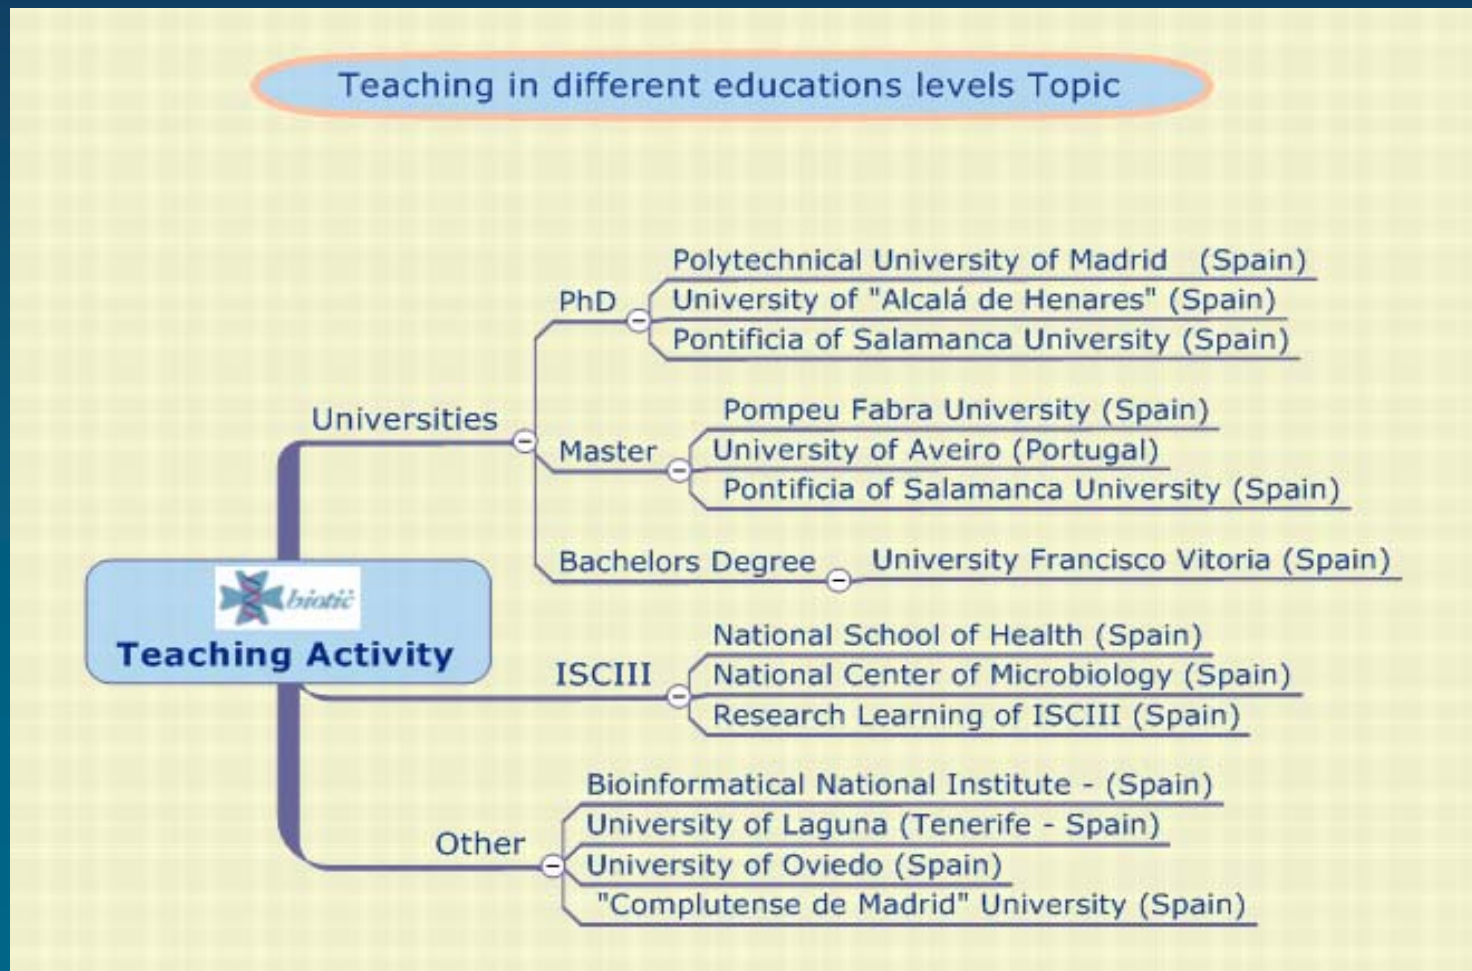 Teaching in different educations levels Topic
Polytechnical University of Madrid (Spain)
PhD
University of "Alcalá de Henares" (Spain)
Pontificia of Salamanca University (Spain)
Universities
Pompeu Fabra University (Spain)
Master
University of Aveiro (Portugal)
Pontificia of Salamanca University (Spain)
Bachelors Degree
University Francisco Vitoria (Spain)
biotic
Teaching Activity
National School of Health (Spain)
ISCIII
National Center of Microbiology (Spain)
Research Learning of ISCIII (Spain)
Bioinformatical National Institute - (Spain)
University of Laguna (Tenerife - Spain)
Other
University of Oviedo (Spain)
"Complutense de Madrid" University (Spain)